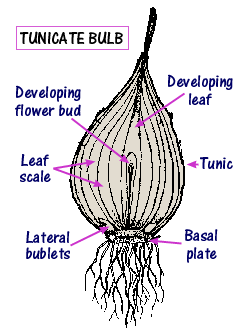 TUNICATE BULB
Developing
flower bud
Developing
leaf
Leaf
scale
Tunic
Lateral
bublets
Basal
plate